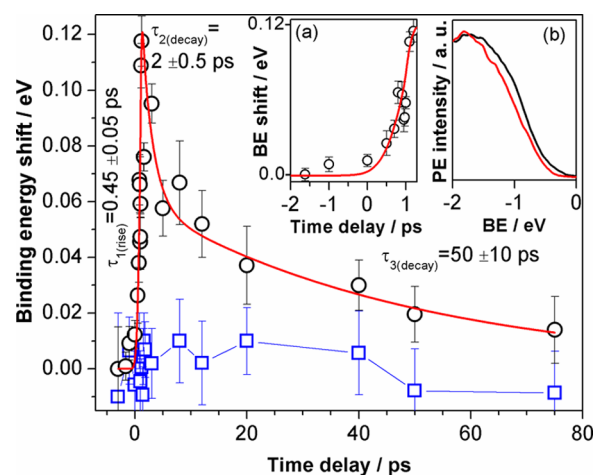 0.12
0.10
0.08
0.06
0.04
0.02
0.00
Binding energy shift / eV
0 20 40 60 80
Time delay / ps
τ1(rise)=0.45 ±0.05 ps
τ2(decay)=
2 ±0.5 ps
τ3(decay)=50 ±10 ps
(a)
0.12
0.0
BE shift / eV
-2 -1 0 1
Time delay / ps
(b)
PE intensity / a. u.
-2 -1 0
BE / eV